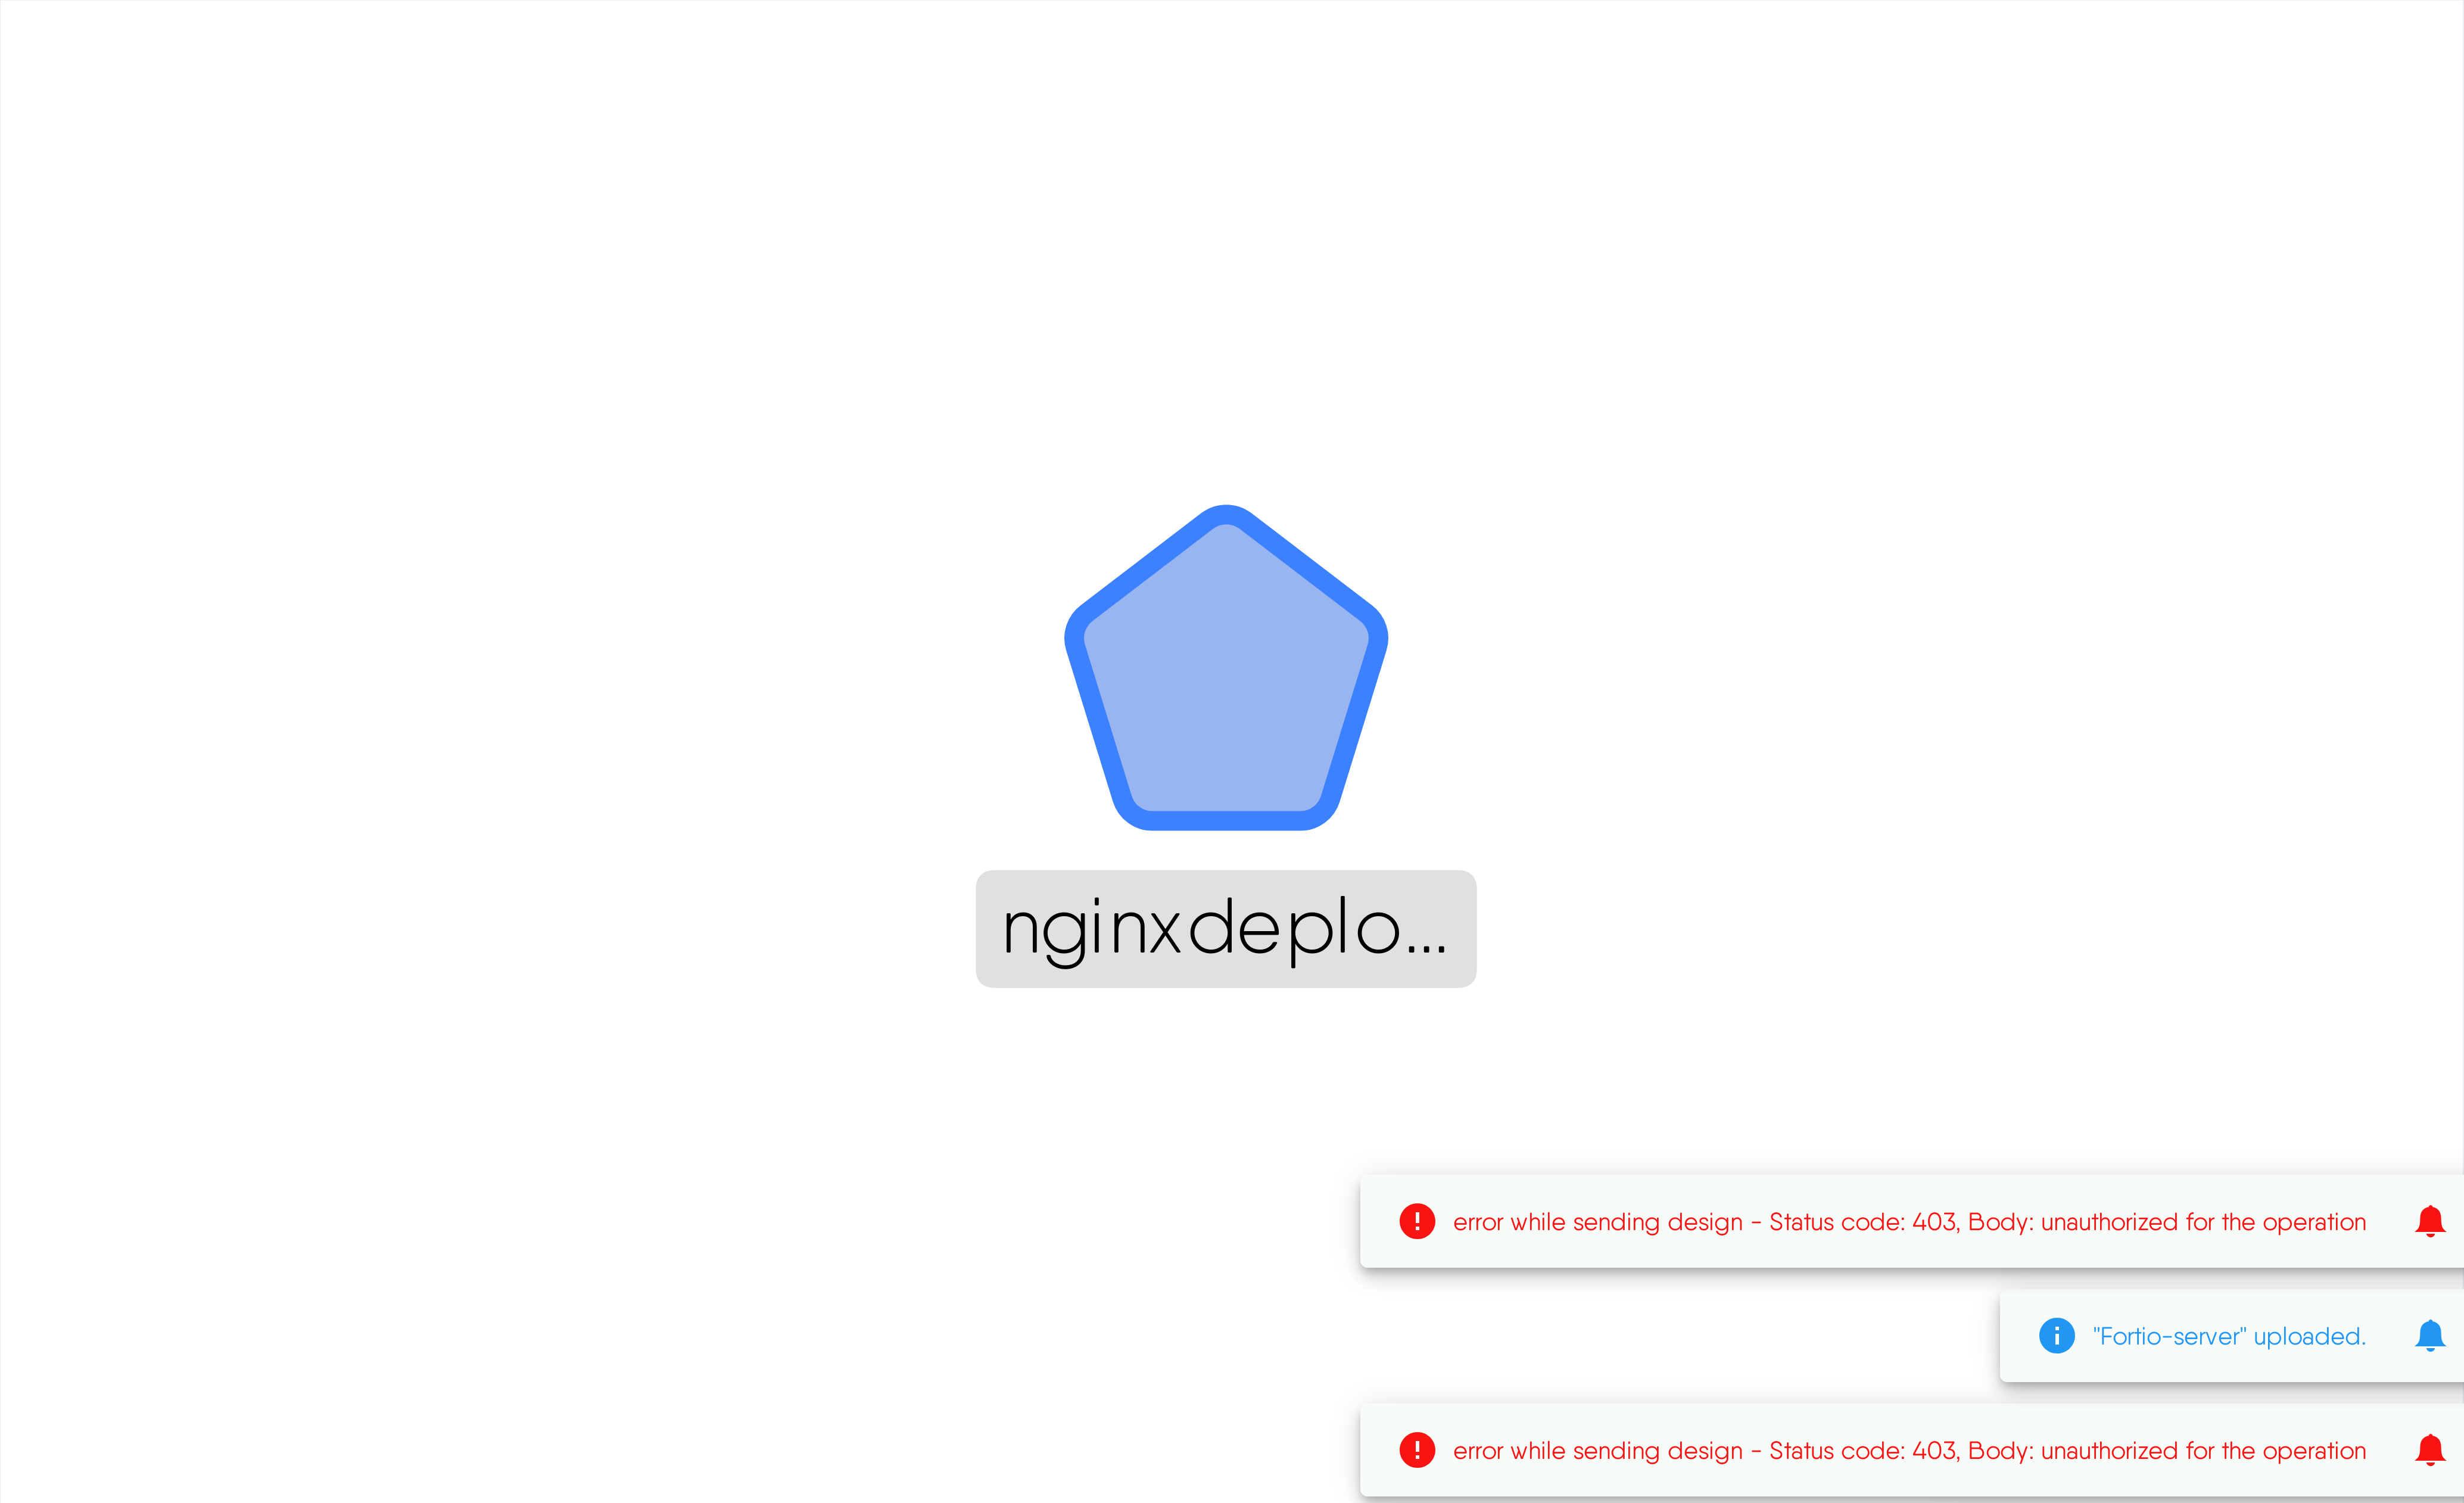 nginxdeplo...
error while sending design - Status code: 403, Body: unauthorized for the operation
"Fortio-server" uploaded.
error while sending design - Status code: 403, Body: unauthorized for the operation